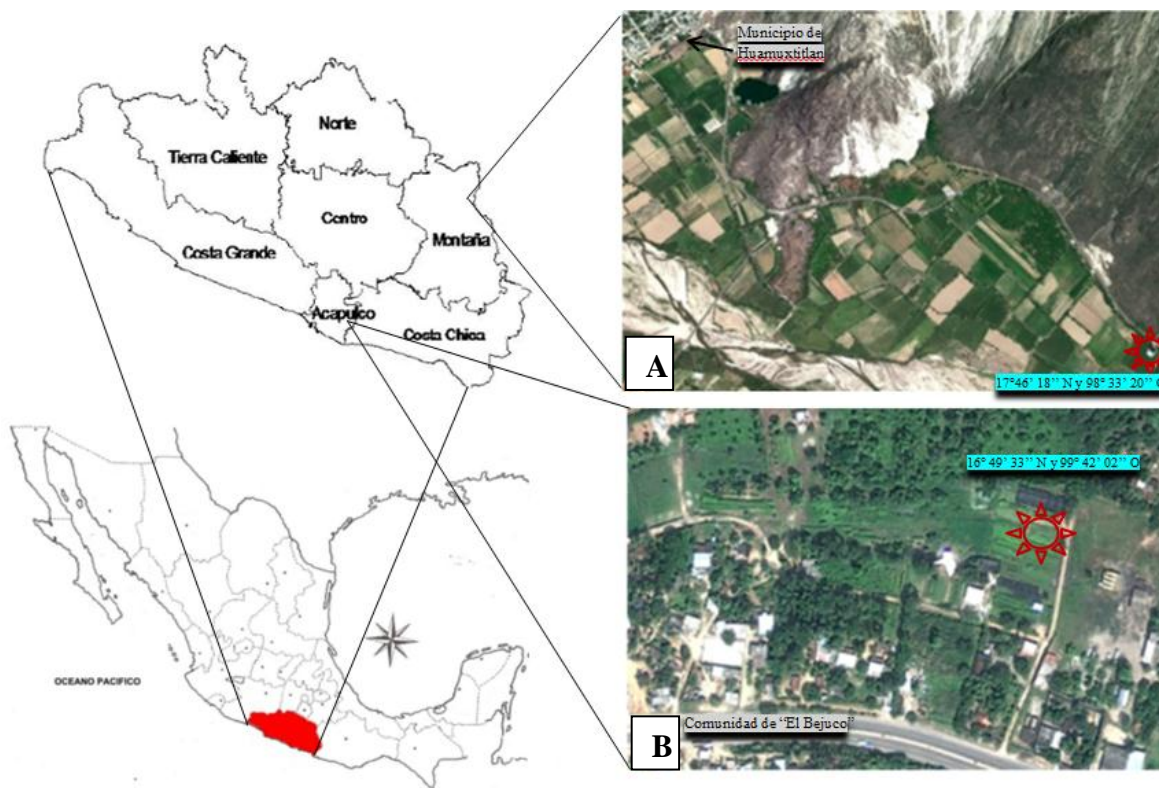 Norte
Tierra Caliente
Centro
Montaña
Costa Grande
Acapulco
Costa Chica
OCEANO PACIFICO
Municipio de
Huamuxtitlan
A
17°46’ 18’’ N y 98° 33’ 20’’ O
16° 49’ 33’’ N y 99° 42’ 02’’ O
B
Comunidad de “El Bejuco”